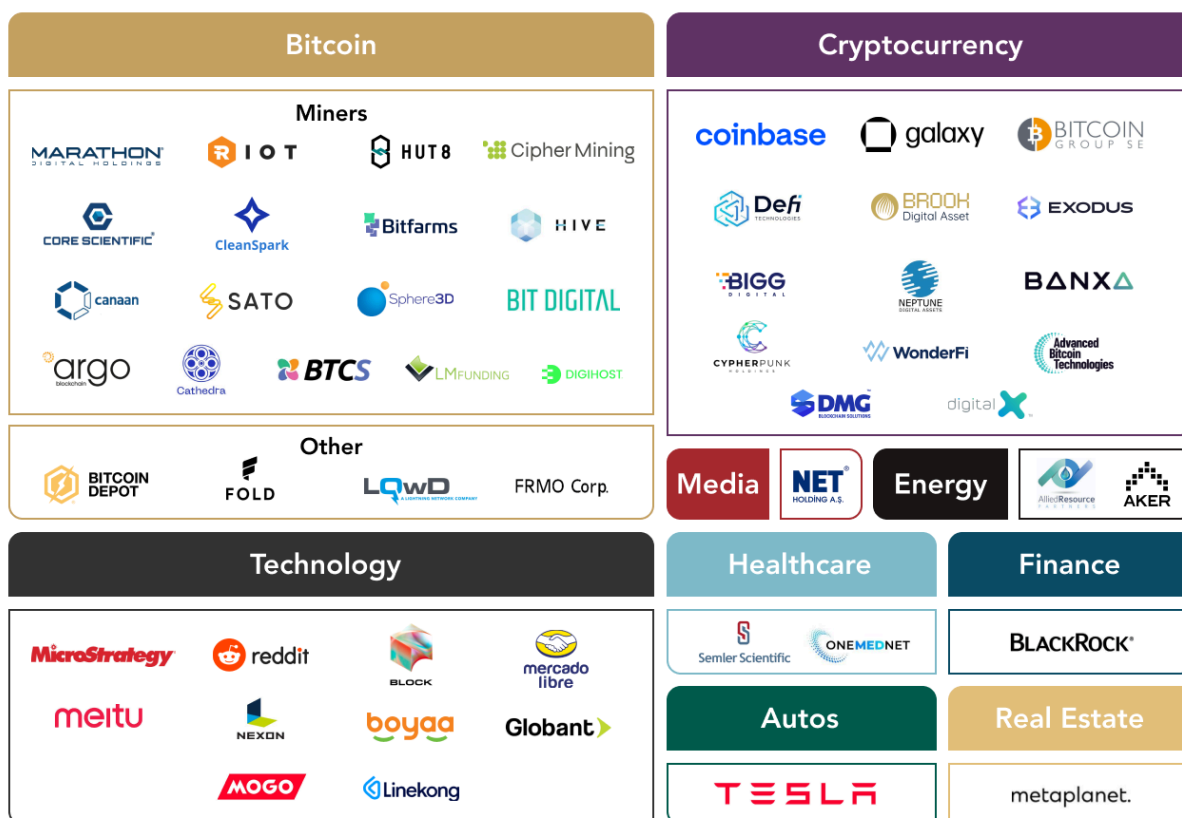 Bitcoin
Miners
MARATHON
DIGITAL HOLDINGS
RIOT
HUT 8
Cipher Mining
CORE SCIENTIFIC
CleanSpark
Bitfarms
HIVE
canaan
SATO
Sphere3D
BIT DIGITAL
argo
blockchain
Cathedra
BTCS
LMFUNDING
DIGIHOST
Other
BITCOIN
DEPOT
FOLD
LQwD
A LIGHTNING NETWORK COMPANY
FRMO Corp.
Cryptocurrency
coinbase
galaxy
BITCOIN
GROUP SE
Defi
TECHNOLOGIES
BROOK
Digital Asset
EXODUS
BIGG
DIGITAL
NEPTUNE
DIGITAL ASSETS
BANXA
CYPHERPUNK
HOLDINGS
WonderFi
Advanced
Bitcoin
Technologies
DMG
BLOCKCHAIN SOLUTIONS
digital X
Media
NET
HOLDİNG A.Ş.
Energy
AlliedResource
PARTNERS
AKER
Technology
MicroStrategy
reddit
BLOCK
mercado
libre
meitu
NEXON
boyaa
Globant
MOGO
Linekong
Healthcare
Semler Scientific
ONEMEDNET
Finance
BLACKROCK
Autos
TESLA
Real Estate
metaplanet.